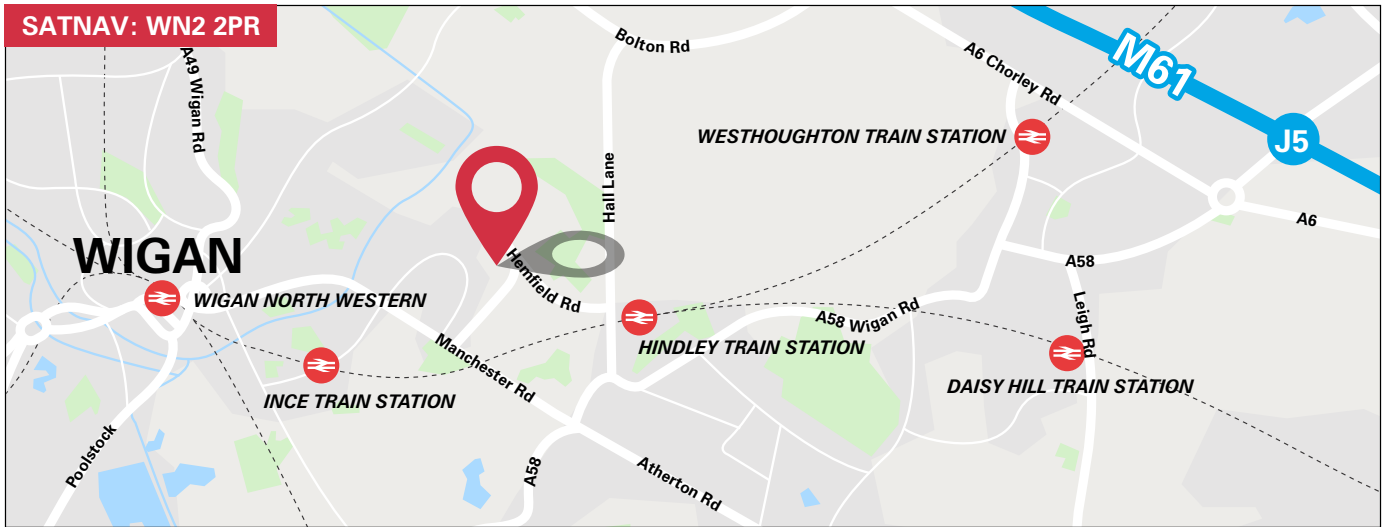 SATNAV: WN2 2PR
Bolton Rd
A6 Chorley Rd
M61
A49 Wigan Rd
WESTHOUGHTON TRAIN STATION
J5
Hall Lane
A6
WIGAN
Hemfield Rd
A58
WIGAN NORTH WESTERN
A58 Wigan Rd
Leigh Rd
HINDLEY TRAIN STATION
Manchester Rd
DAISY HILL TRAIN STATION
INCE TRAIN STATION
Poolstock
A58
Atherton Rd